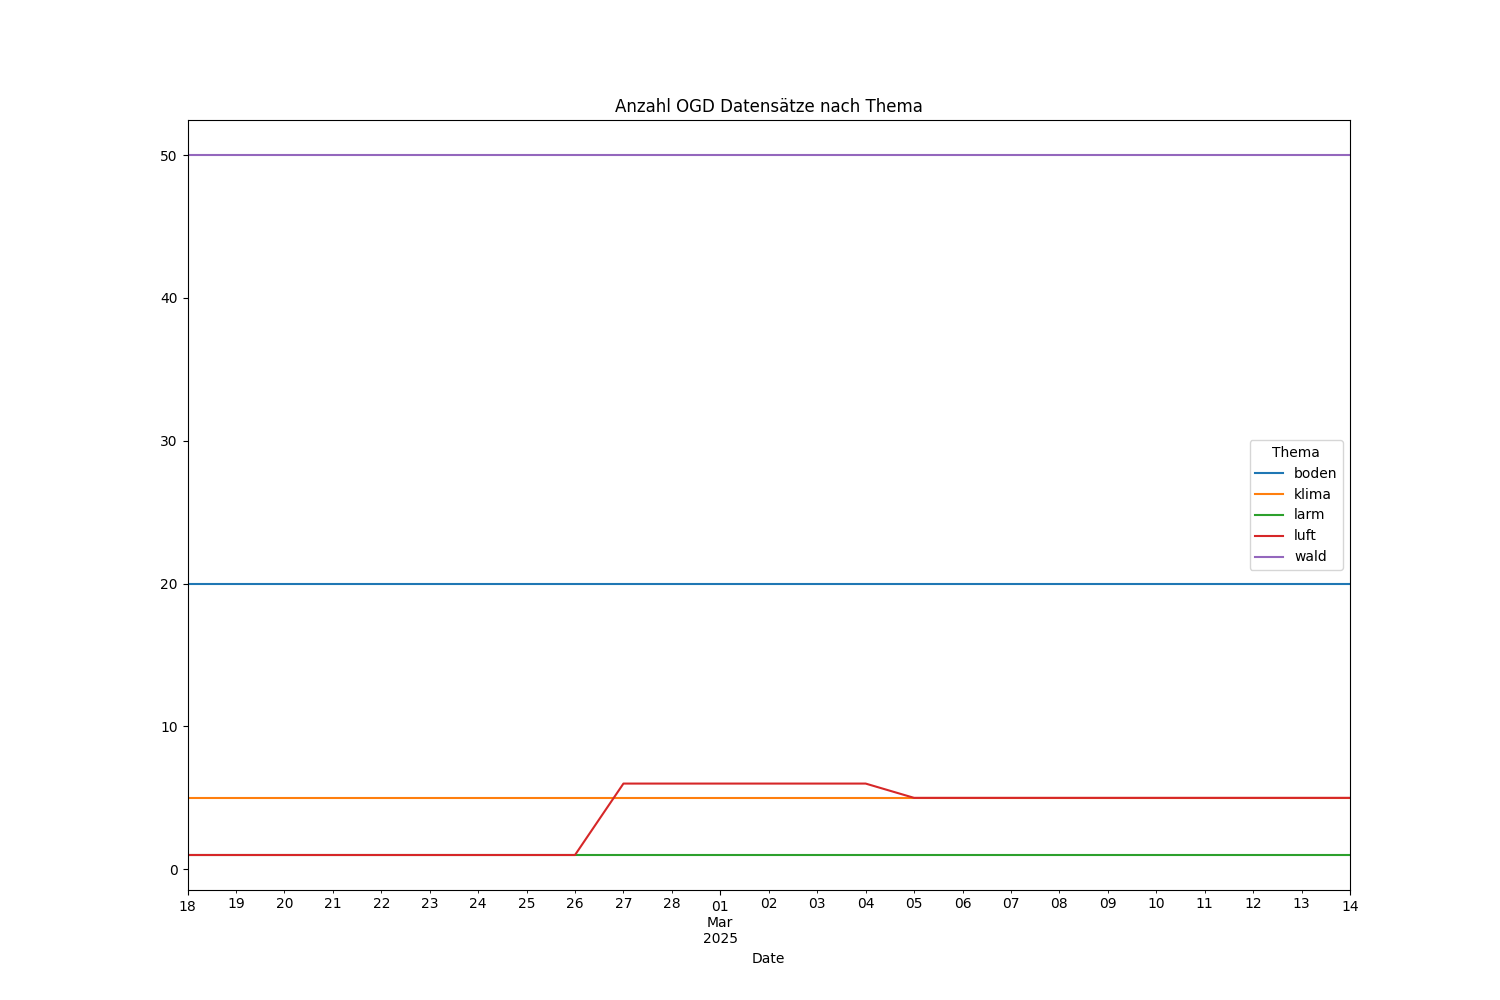 Anzahl OGD Datensätze nach Thema
50
40
30
20
10
0
Thema
boden
klima
larm
luft
wald
18 19 20 21 22 23 24 25 26 27 28 01 02 03 04 05 06 07 08 09 10 11 12 13 14
Mar
2025
Date